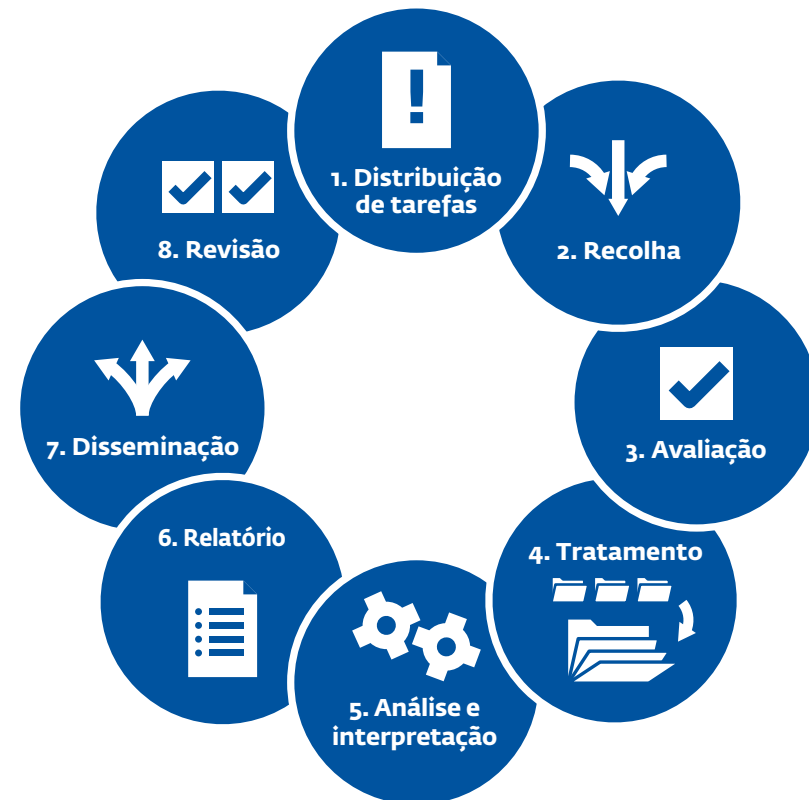 1. Distribuição
de tarefas
2. Recolha
3. Avaliação
4. Tratamento
5. Análise e
interpretação
6. Relatório
7. Disseminação
8. Revisão